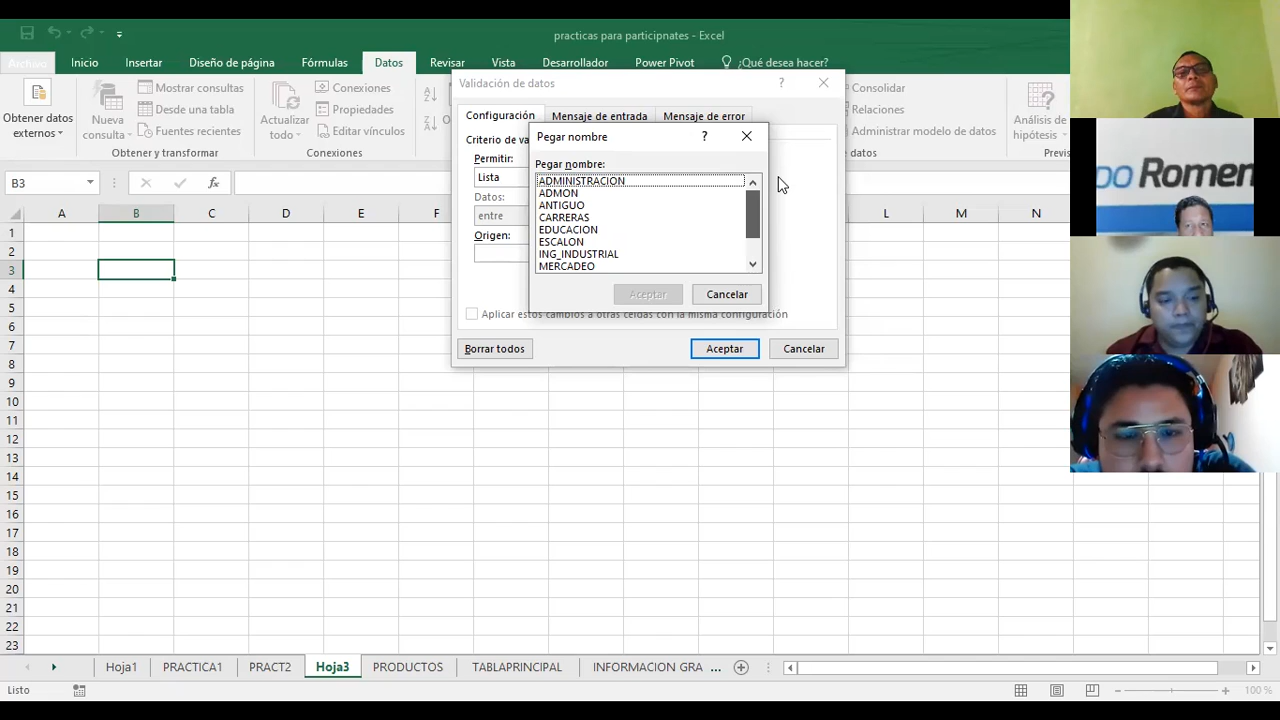 practicas para participnates - Excel
Archivo Inicio Insertar Diseño de página Fórmulas Datos Revisar Vista Desarrollador Power Pivot ¿Qué desea hacer?
Obtener datos externos
Nueva consulta
Mostrar consultas
Desde una tabla
Fuentes recientes
Obtener y transformar
Actualizar todo
Conexiones
Propiedades
Editar vínculos
Conexiones
Consolidar
Relaciones
Administrar modelo de datos
Análisis de hipótesis
Previs
Validación de datos
Configuración Mensaje de entrada Mensaje de error
Criterio de va
Permitir:
Lista
Datos:
entre
Origen:
Aplicar estos cambios a otras celdas con la misma configuración
Borrar todos Aceptar Cancelar
Pegar nombre
Pegar nombre:
ADMINISTRACION
ADMON
ANTIGUO
CARRERAS
EDUCACION
ESCALON
ING_INDUSTRIAL
MERCADEO
Aceptar Cancelar
B3
fx
A B C D E F L M N
1
2
3
4
5
6
7
8
9
10
11
12
13
14
15
16
17
18
19
20
21
22
23
Hoja1 PRACTICA1 PRACT2 Hoja3 PRODUCTOS TABLAPRINCIPAL INFORMACION GRA ...
Listo
100 %
po Romen